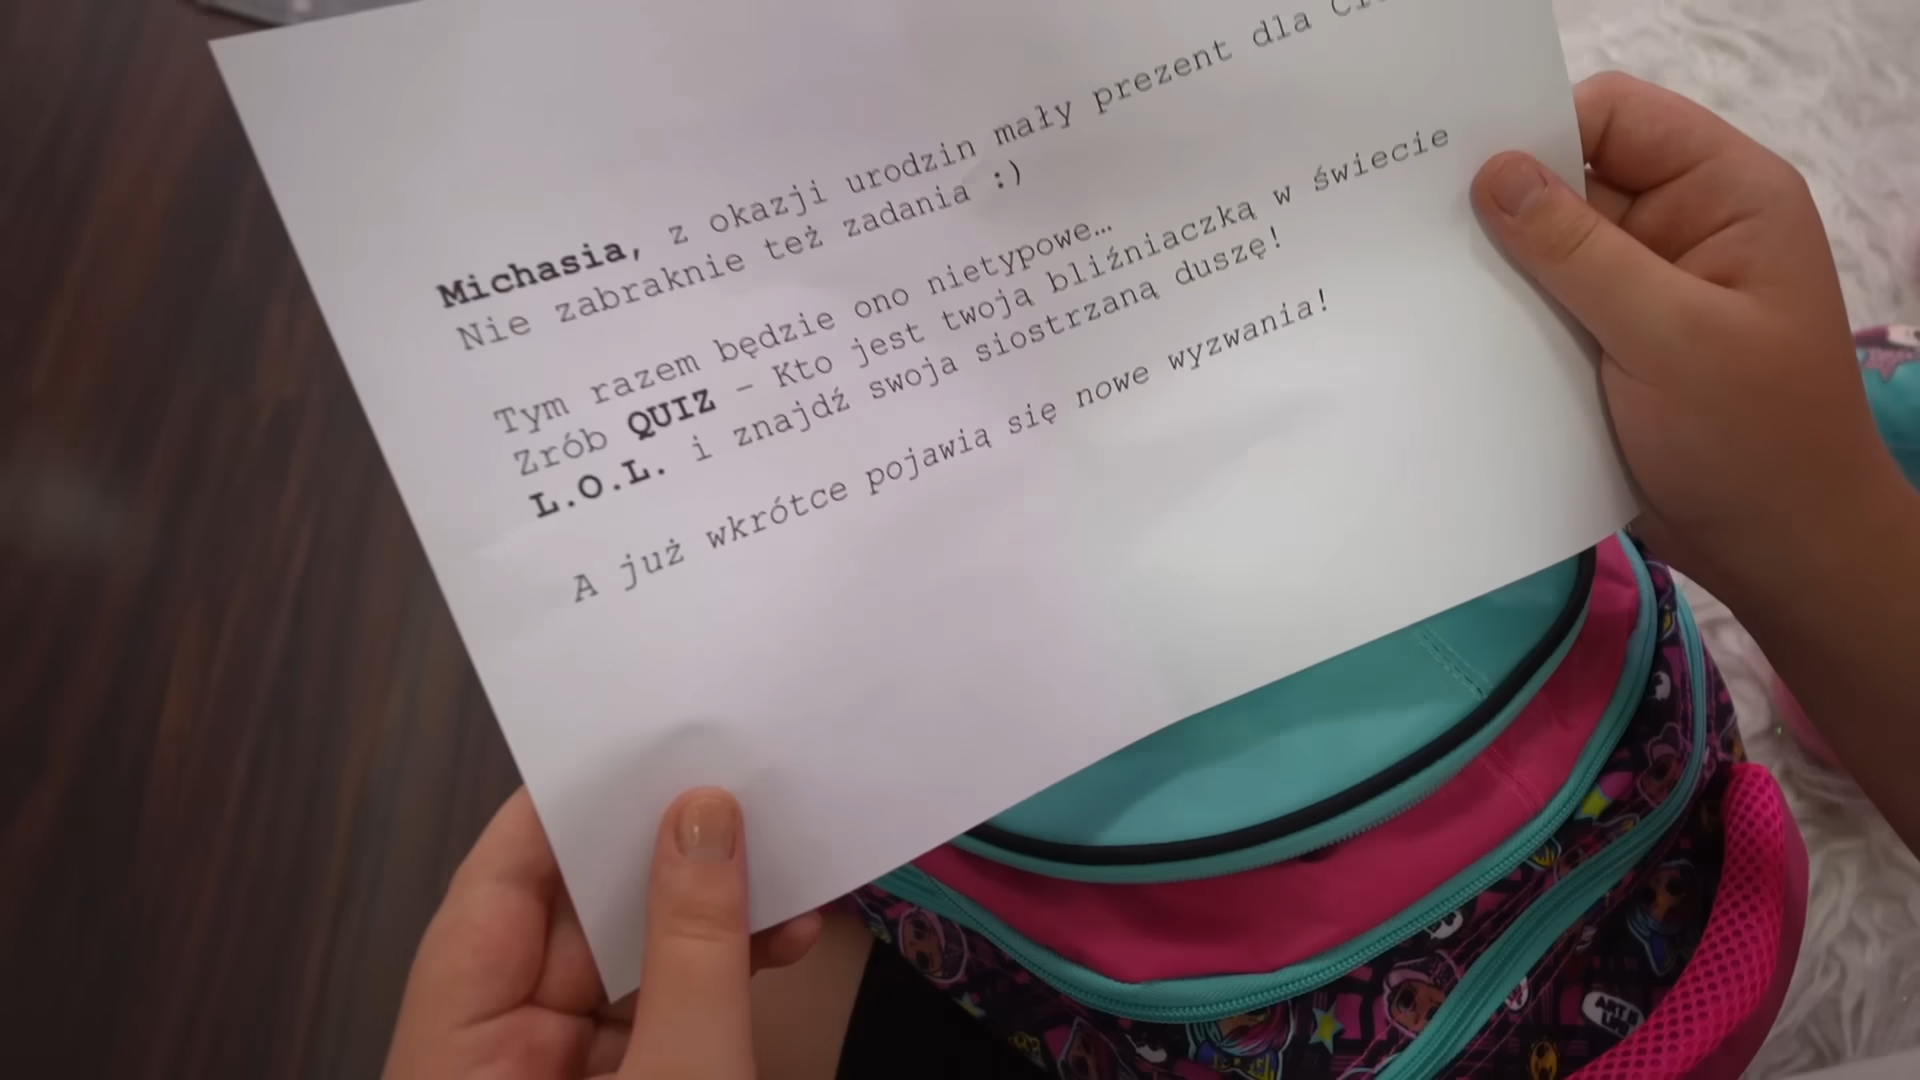 Michasia, z okazji urodzin mały prezent dla
Nie zabraknie też zadania :)
Tym razem będzie ono nietypowe…
Zrób QUIZ – Kto jest twoją bliźniaczką w świecie
L.O.L. i znajdź swoja siostrzaną duszę!
A już wkrótce pojawią się nowe wyzwania!